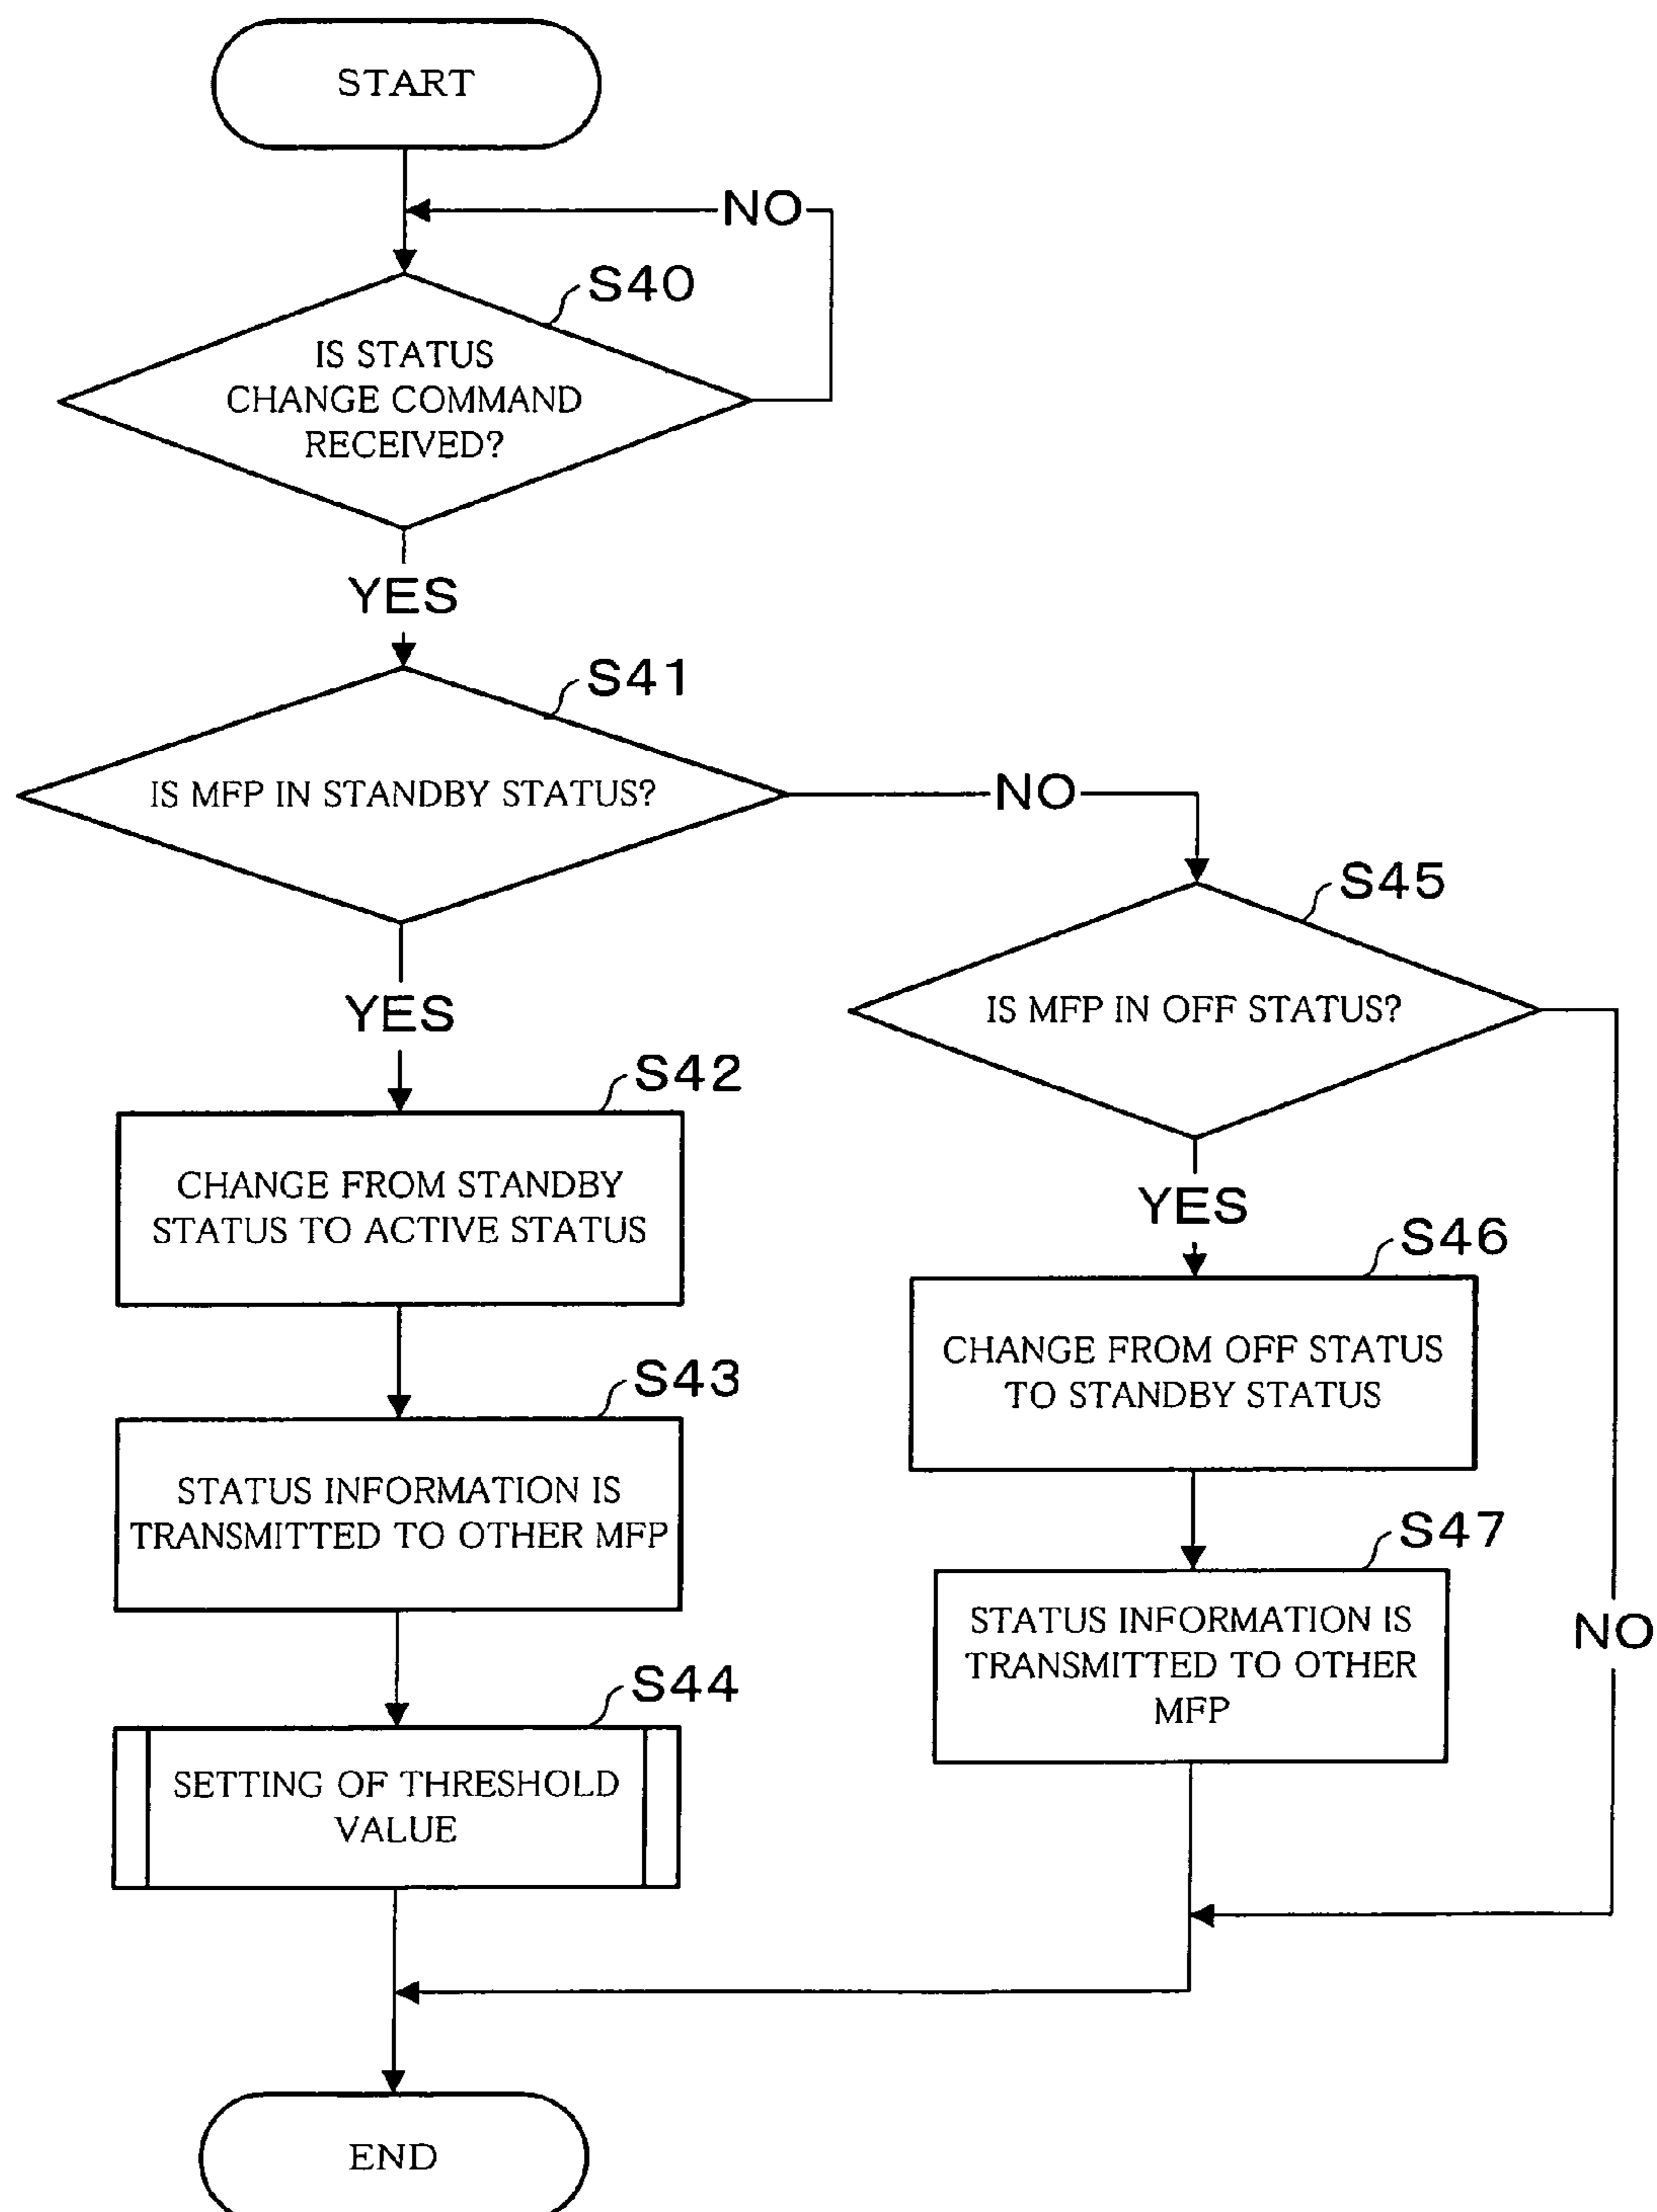 START
NO
S40
IS STATUS
CHANGE COMMAND
RECEIVED?
YES
S41
IS MFP IN STANDBY STATUS?
NO
S45
IS MFP IN OFF STATUS?
YES
S42
CHANGE FROM STANDBY
STATUS TO ACTIVE STATUS
YES
S46
CHANGE FROM OFF STATUS
TO STANDBY STATUS
S43
STATUS INFORMATION IS
TRANSMITTED TO OTHER MFP
S47
STATUS INFORMATION IS
TRANSMITTED TO OTHER
MFP
NO
S44
SETTING OF THRESHOLD
VALUE
END